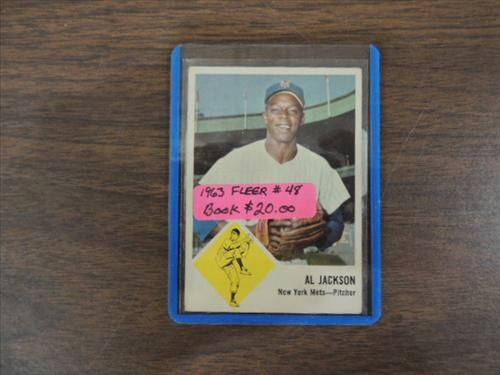 1963 FLEER # 48
BOOK $20.00
AL JACKSON
New York Mets—Pitcher